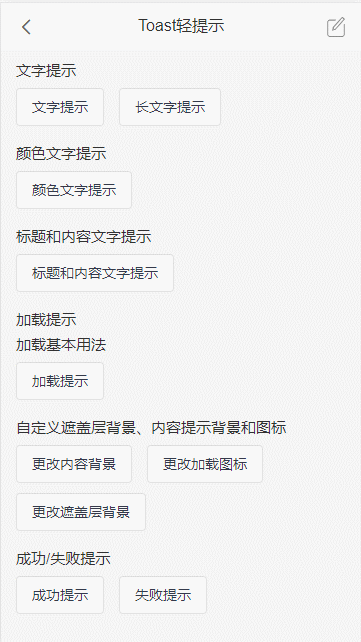 Toast轻提示
文字提示
文字提示 长文字提示
颜色文字提示
颜色文字提示
标题和内容文字提示
标题和内容文字提示
加载提示
加载基本用法
加载提示
自定义遮盖层背景、内容提示背景和图标
更改内容背景 更改加载图标
更改遮盖层背景
成功/失败提示
成功提示 失败提示